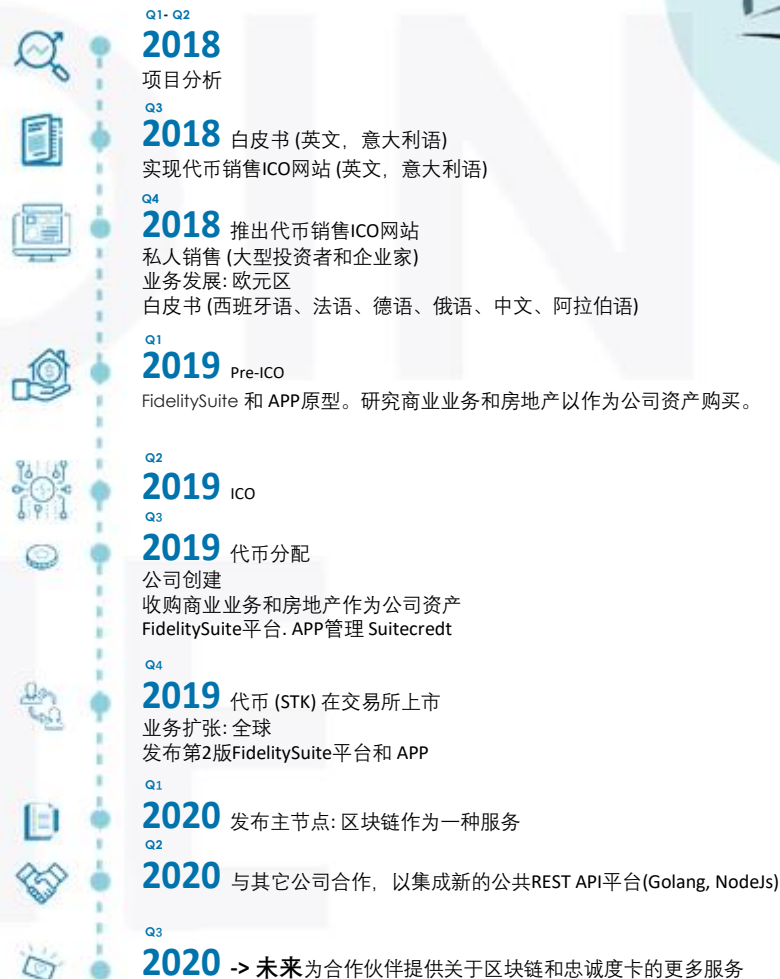 Q1- Q2
2018
项目分析
Q3
2018 白皮书 (英文，意大利语)
实现代币销售ICO网站 (英文，意大利语)
Q4
2018 推出代币销售ICO网站
私人销售 (大型投资者和企业家)
业务发展: 欧元区
白皮书 (西班牙语、法语、德语、俄语、中文、阿拉伯语)
Q1
2019 Pre-ICO
FidelitySuite 和 APP原型。研究商业业务和房地产以作为公司资产购买。
Q2
2019 ICO
Q3
2019 代币分配
公司创建
收购商业业务和房地产作为公司资产
FidelitySuite平台. APP管理 Suitecredt
Q4
2019 代币 (STK) 在交易所上市
业务扩张: 全球
发布第2版FidelitySuite平台和 APP
Q1
2020 发布主节点: 区块链作为一种服务
Q2
2020 与其它公司合作，以集成新的公共REST API平台(Golang, NodeJs)
Q3
2020 -> 未来为合作伙伴提供关于区块链和忠诚度卡的更多服务